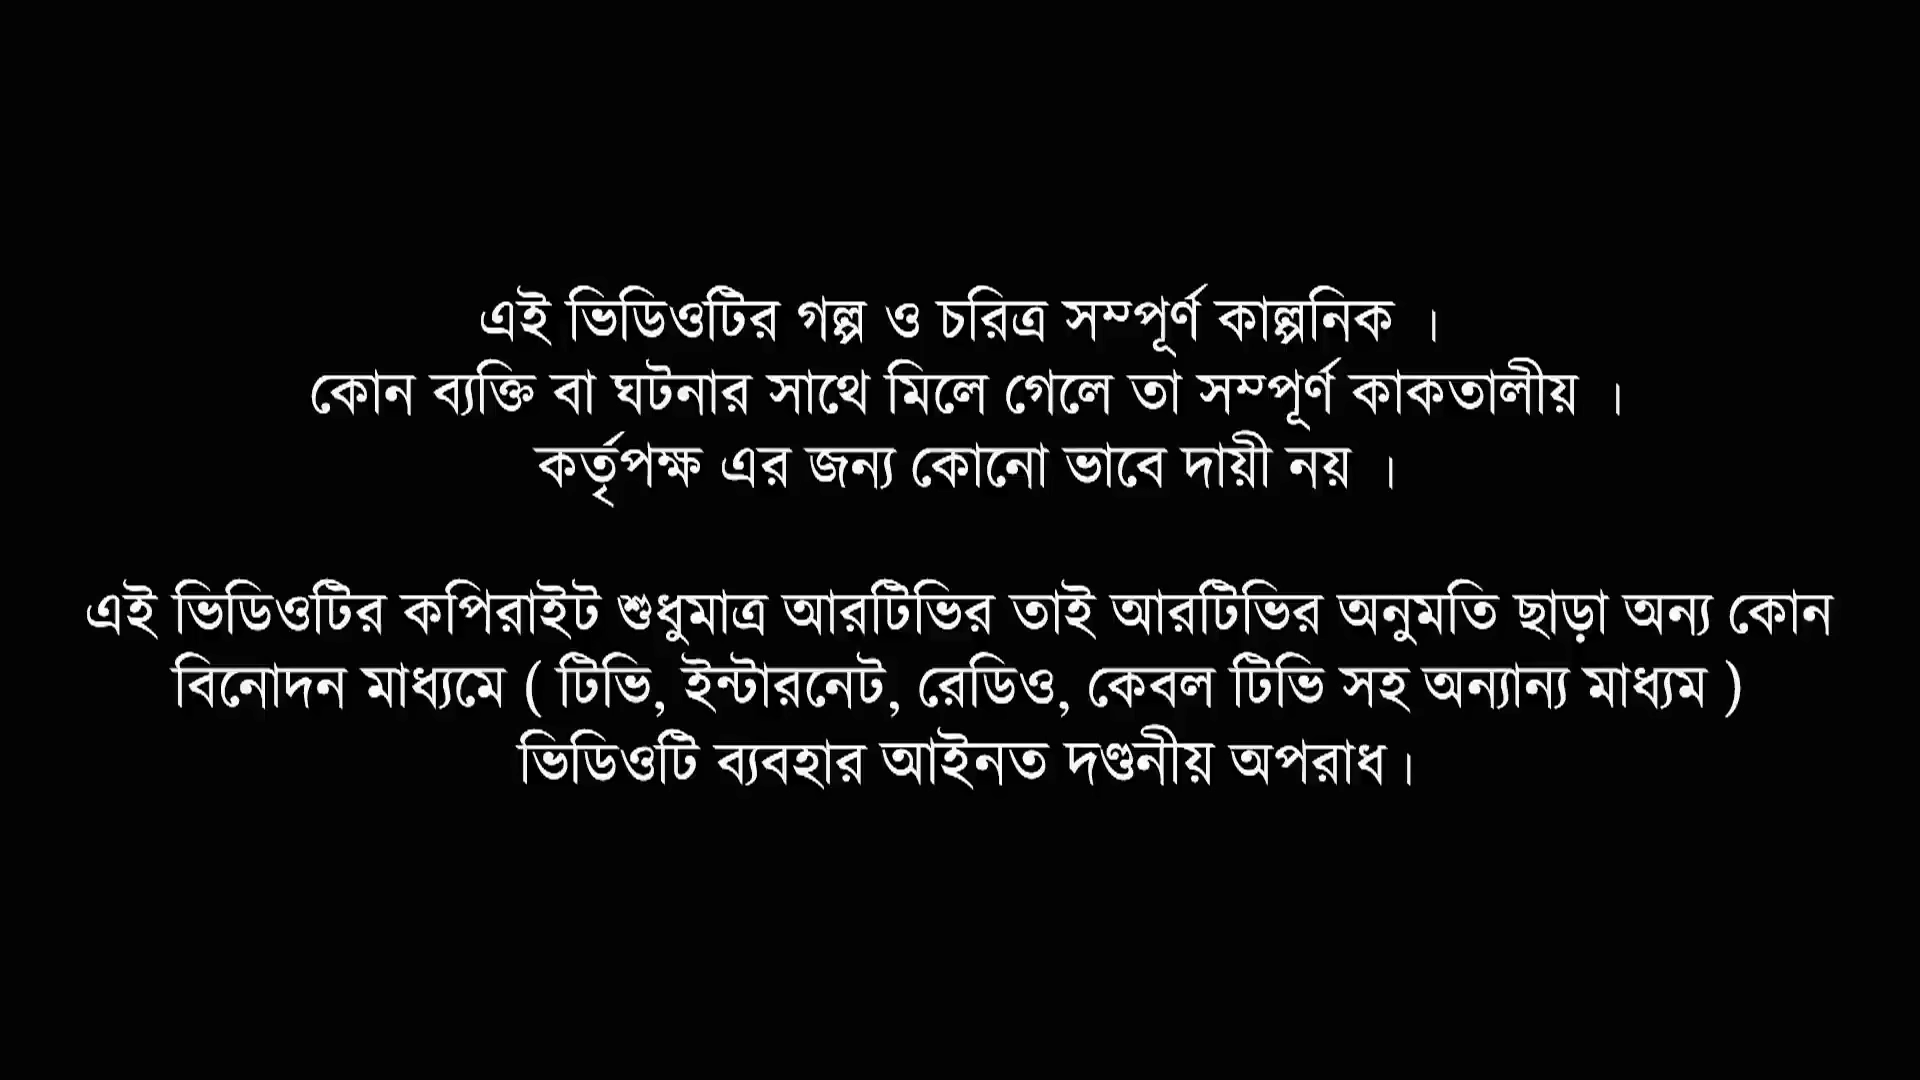 এই ভিডিওটির গল্প ও চরিত্র সম্পূর্ণ কাল্পনিক ।
কোন ব্যক্তি বা ঘটনার সাথে মিলে গেলে তা সম্পূর্ণ কাকতালীয় ।
কর্তৃপক্ষ এর জন্য কোনো ভাবে দায়ী নয় ।
এই ভিডিওটির কপিরাইট শুধুমাত্র আরটিভির তাই আরটিভির অনুমতি ছাড়া অন্য কোন
বিনোদন মাধ্যমে ( টিভি, ইন্টারনেট, রেডিও, কেবল টিভি সহ অন্যান্য মাধ্যম )
ভিডিওটি ব্যবহার আইনত দণ্ডনীয় অপরাধ।